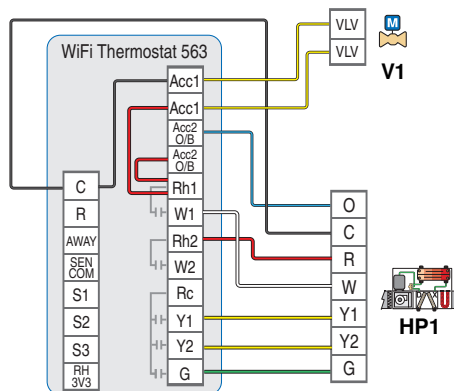 WiFi Thermostat 563
C
R
AWAY
SEN
COM
S1
S2
S3
RH
3V3
Acc1
Acc1
Acc2
O/B
Acc2
O/B
Rh1
W1
Rh2
W2
Rc
Y1
Y2
G
VLV
VLV
M
V1
O
C
R
W
Y1
Y2
G
HP1